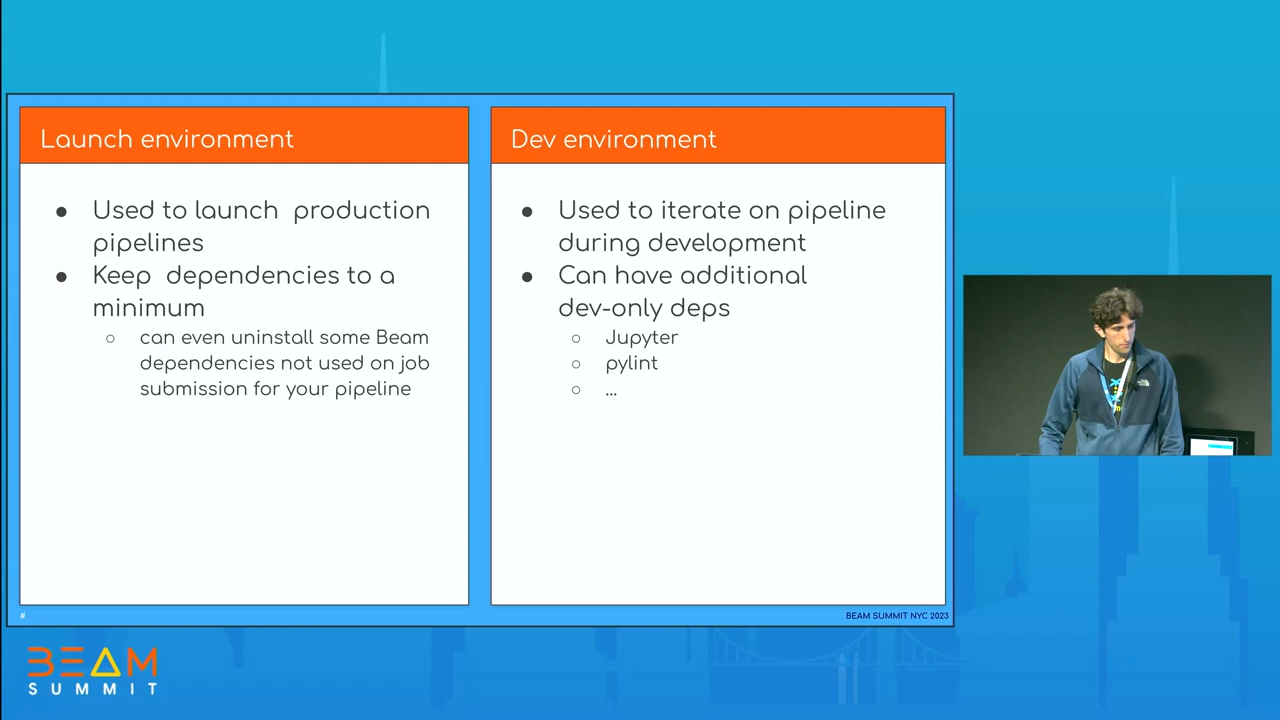 Launch environment
● Used to launch  production
pipelines
● Keep  dependencies to a
minimum
○ can even uninstall some Beam
dependencies not used on job
submission for your pipeline
Dev environment
● Used to iterate on pipeline
during development
● Can have additional
dev-only deps
○ Jupyter
○ pylint
○ ...
#
BEAM SUMMIT NYC 2023
BEAM
SUMMIT